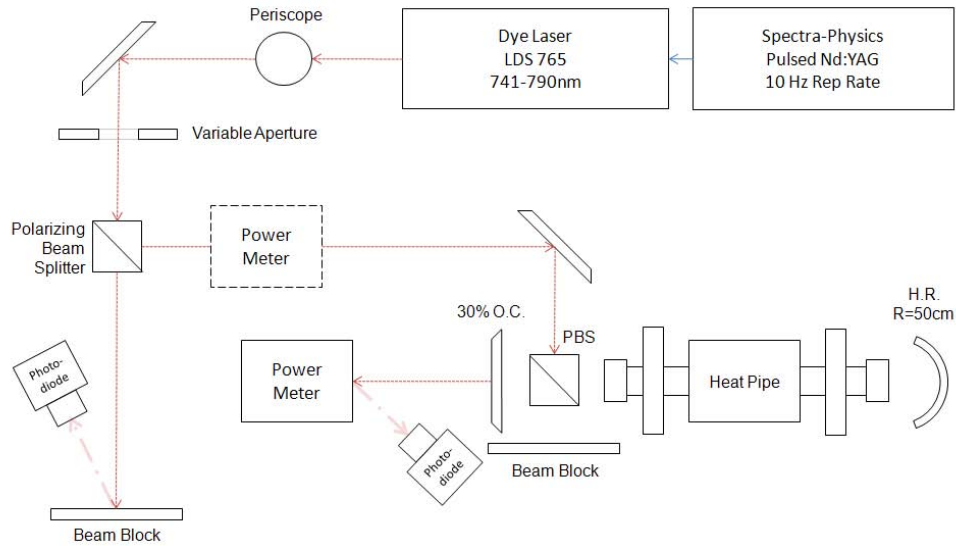 Periscope
Dye Laser
LDS 765
741-790nm
Spectra-Physics
Pulsed Nd:YAG
10 Hz Rep Rate
Variable Aperture
Polarizing
Beam
Splitter
Power
Meter
30% O.C.
PBS
H.R.
R=50cm
Photo-
diode
Power
Meter
Heat Pipe
Photo-
diode
Beam Block
Beam Block